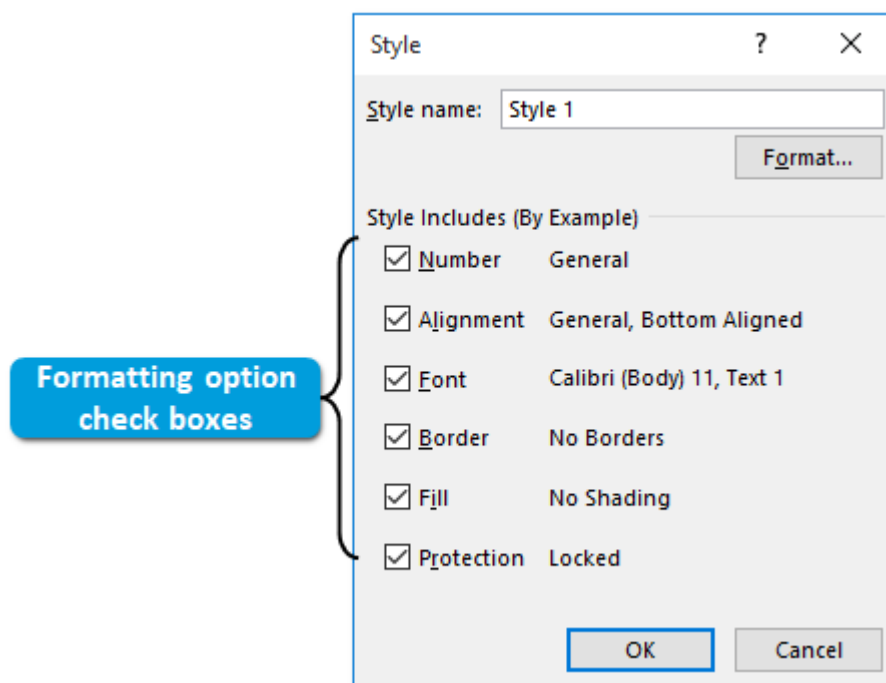 Style ?
Style name: Style 1
Format...
Style Includes (By Example)
Number General
Alignment General, Bottom Aligned
Font Calibri (Body) 11, Text 1
Border No Borders
Fill No Shading
Protection Locked
OK Cancel
Formatting option
check boxes